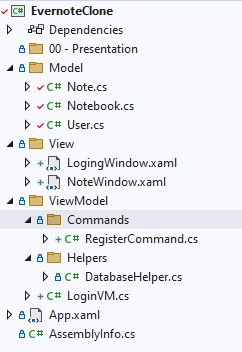 EvernoteClone
Dependencies
00 - Presentation
Model
C# Note.cs
C# Notebook.cs
C# User.cs
View
LogingWindow.xaml
NoteWindow.xaml
ViewModel
Commands
C# RegisterCommand.cs
Helpers
C# DatabaseHelper.cs
C# LoginVM.cs
App.xaml
C# AssemblyInfo.cs